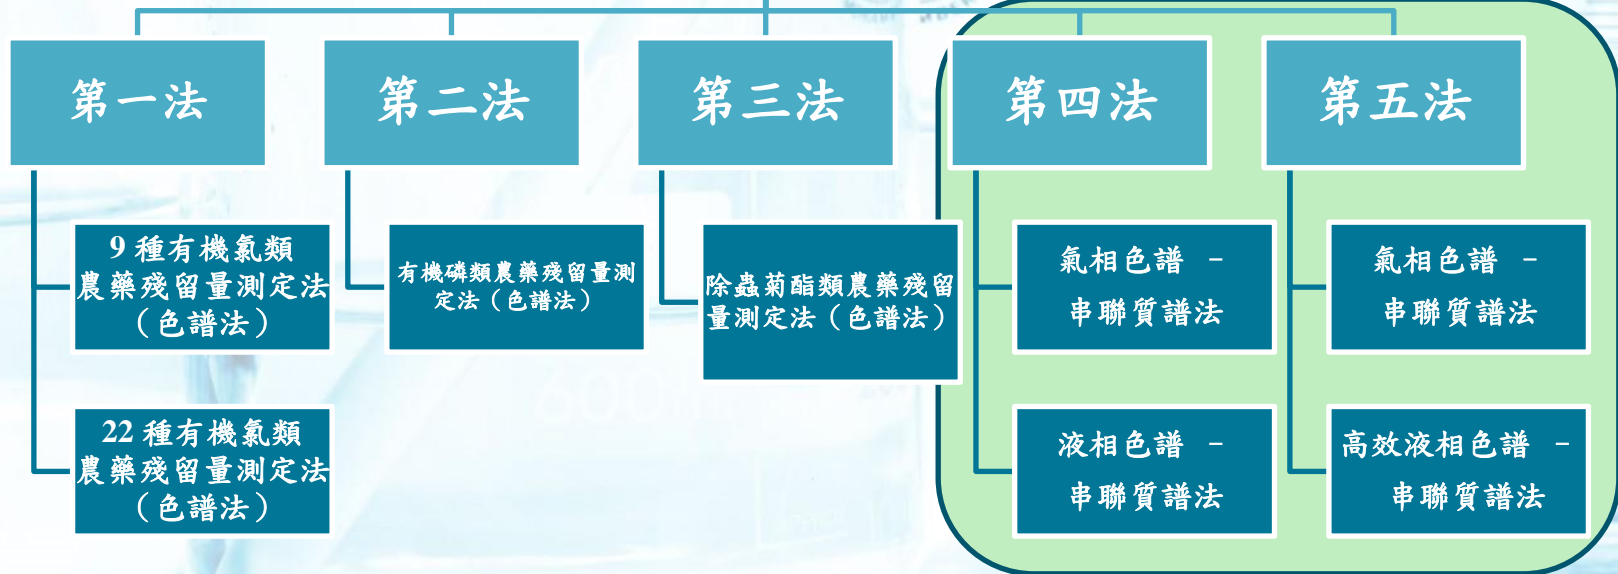 第一法
9 種有機氯類
農藥殘留量測定法
（色譜法）
22 種有機氯類
農藥殘留量測定法
（色譜法）
第二法
有機磷類農藥殘留量測
定法（色譜法）
第三法
除蟲菊酯類農藥殘留
量測定法（色譜法）
第四法
氣相色譜 –
串聯質譜法
液相色譜 –
串聯質譜法
第五法
氣相色譜 –
串聯質譜法
高效液相色譜 –
串聯質譜法
600